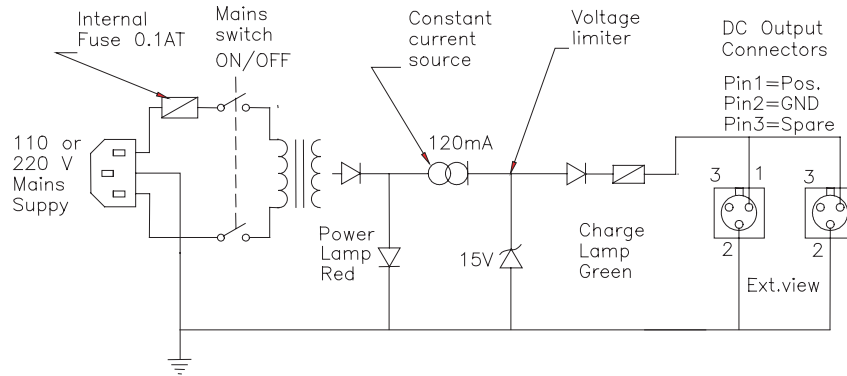 Internal
Fuse 0.1AT
Mains
switch
ON/OFF
Constant
current
source
Voltage
limiter
DC Output
Connectors
Pin1=Pos.
Pin2=GND
Pin3=Spare
110 or
220 V
Mains
Suppy
120mA
3
1
3
2
2
Power
Lamp
Red
15V
Charge
Lamp
Green
Ext.view